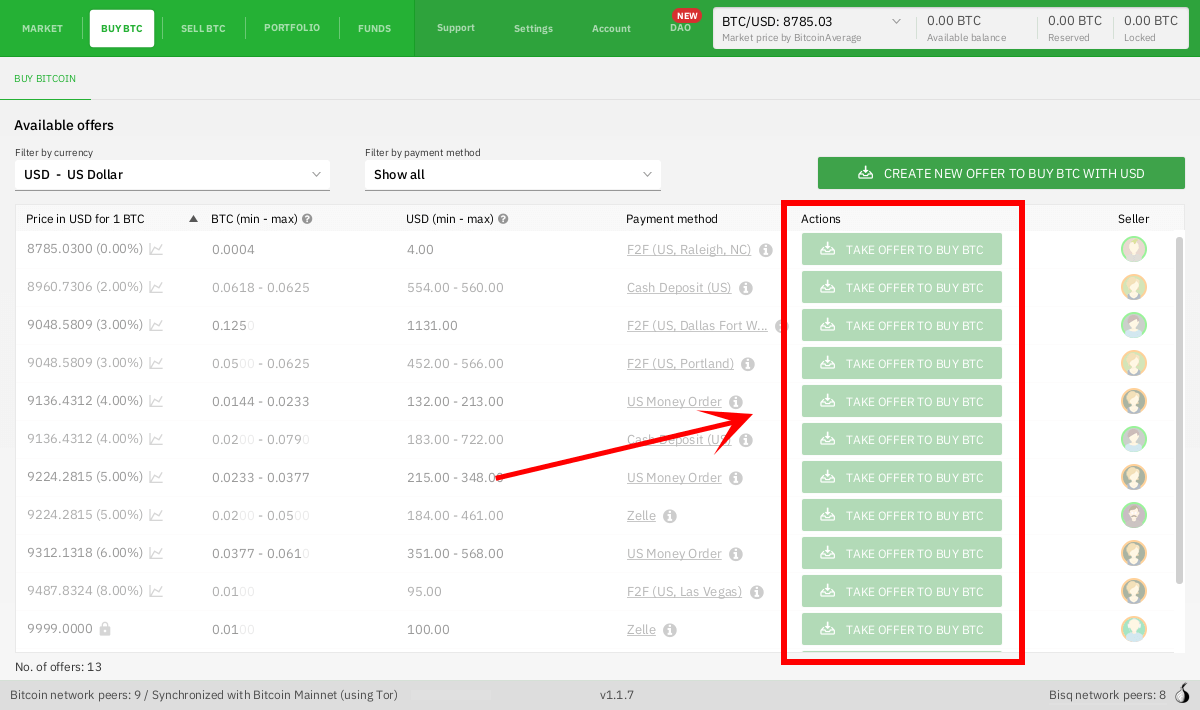 MARKET BUY BTC SELL BTC PORTFOLIO FUNDS Support Settings Account NEW DAO
BTC/USD: 8785.03 0.00 BTC 0.00 BTC 0.00 BTC
Market price by BitcoinAverage Available balance Reserved Locked
BUY BITCOIN
Available offers
Filter by currency Filter by payment method
USD - US Dollar Show all CREATE NEW OFFER TO BUY BTC WITH USD
Price in USD for 1 BTC BTC (min - max) USD (min - max) Payment method Actions Seller
8785.0300 (0.00%) 0.0004 4.00 F2F (US, Raleigh, NC) TAKE OFFER TO BUY BTC
8960.7306 (2.00%) 0.0618 - 0.0625 554.00 - 560.00 Cash Deposit (US) TAKE OFFER TO BUY BTC
9048.5809 (3.00%) 0.1250 1131.00 F2F (US, Dallas Fort W... TAKE OFFER TO BUY BTC
9048.5809 (3.00%) 0.0500 - 0.0625 452.00 - 566.00 F2F (US, Portland) TAKE OFFER TO BUY BTC
9136.4312 (4.00%) 0.0144 - 0.0233 132.00 - 213.00 US Money Order TAKE OFFER TO BUY BTC
9136.4312 (4.00%) 0.0200 - 0.0790 183.00 - 722.00 Cash Deposit (US) TAKE OFFER TO BUY BTC
9224.2815 (5.00%) 0.0233 - 0.0377 215.00 - 348.00 US Money Order TAKE OFFER TO BUY BTC
9224.2815 (5.00%) 0.0200 - 0.0500 184.00 - 461.00 Zelle TAKE OFFER TO BUY BTC
9312.1318 (6.00%) 0.0377 - 0.0610 351.00 - 568.00 US Money Order TAKE OFFER TO BUY BTC
9487.8324 (8.00%) 0.0100 95.00 F2F (US, Las Vegas) TAKE OFFER TO BUY BTC
9999.0000 0.0100 100.00 Zelle TAKE OFFER TO BUY BTC
No. of offers: 13
Bitcoin network peers: 9 / Synchronized with Bitcoin Mainnet (using Tor) v1.1.7 Bisq network peers: 8